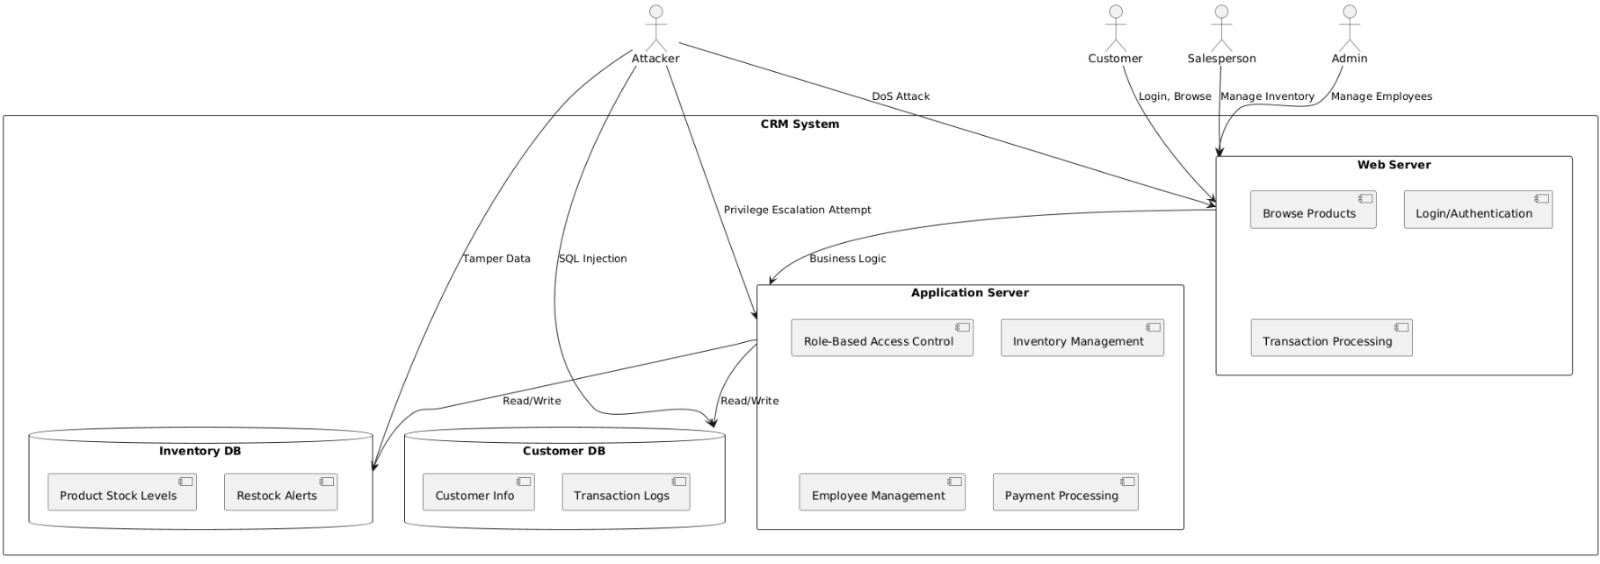 Attacker
Customer
Salesperson
Admin
DoS Attack
Login, Browse
Manage Inventory
Manage Employees
CRM System
Web Server
Browse Products
Login/Authentication
Privilege Escalation Attempt
Tamper Data
SQL Injection
Business Logic
Application Server
Role-Based Access Control
Inventory Management
Transaction Processing
Read/Write
Read/Write
Inventory DB
Customer DB
Product Stock Levels
Restock Alerts
Customer Info
Transaction Logs
Employee Management
Payment Processing